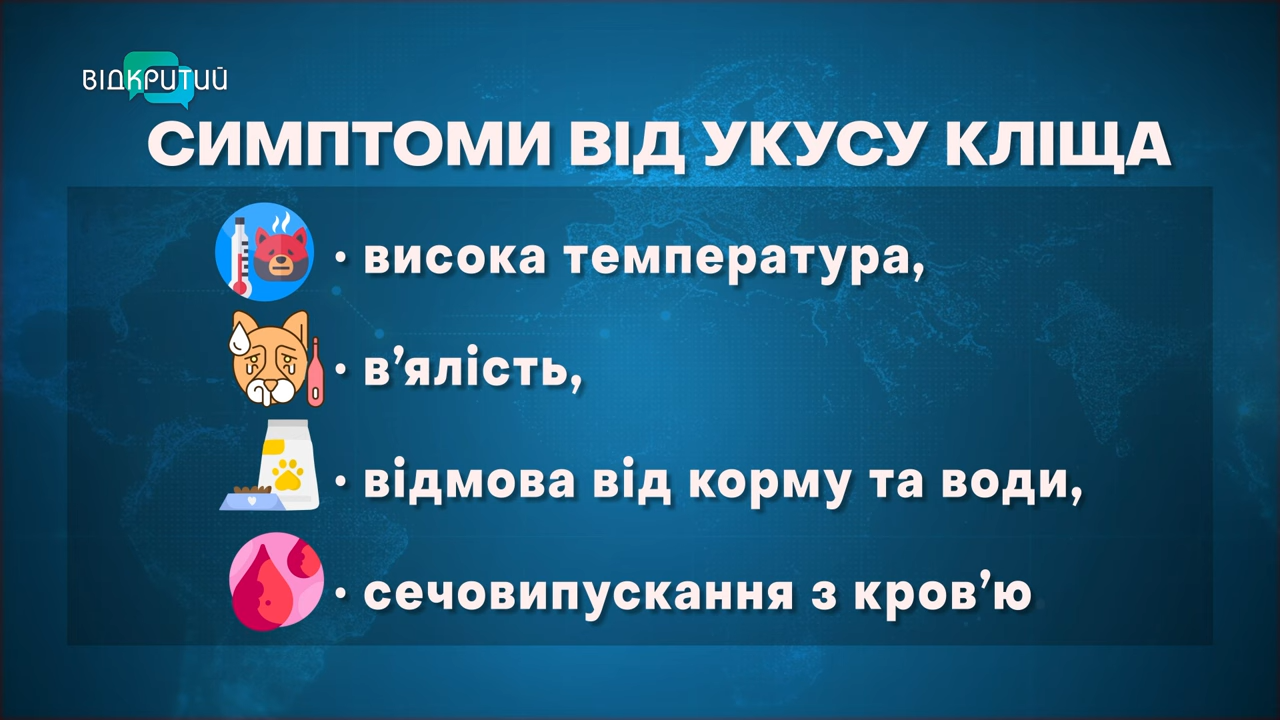 ВІДКРИТИЙ
СИМПТОМИ ВІД УКУСУ КЛІЩА
• висока температура,
• в’ялість,
• відмова від корму та води,
• сечовипускання з кров’ю